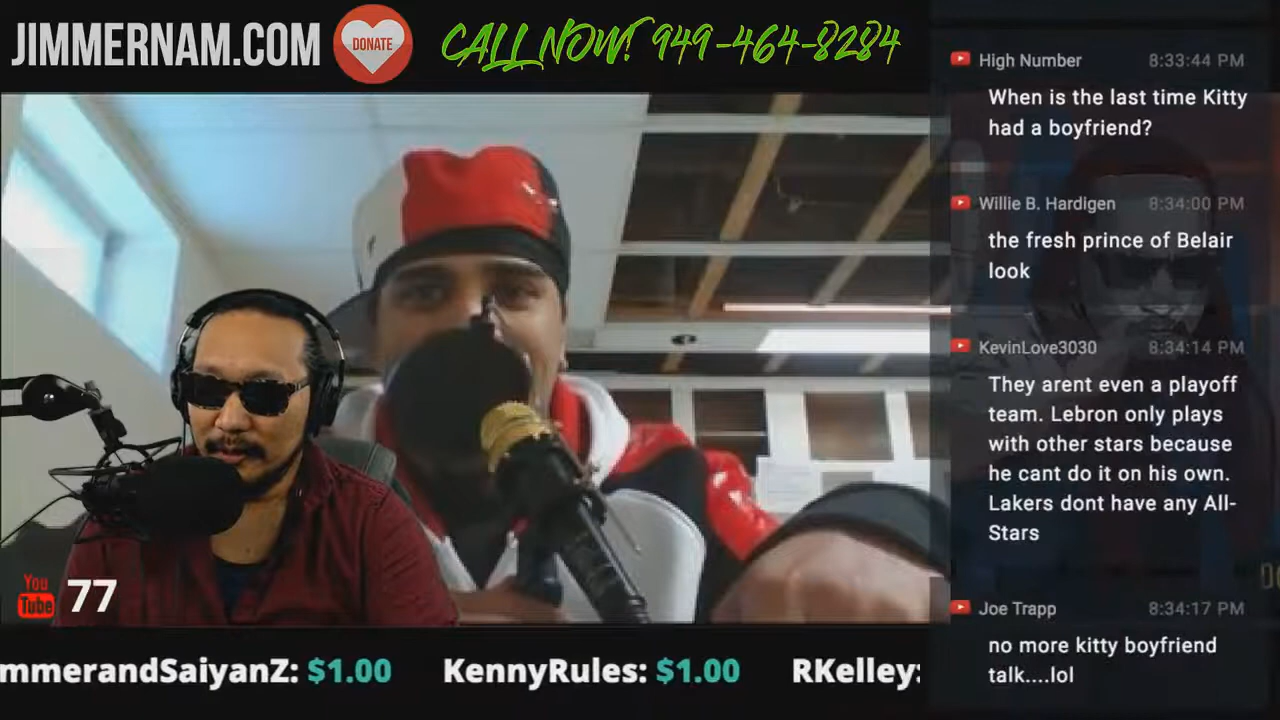 JIMMERNAM.COM
DONATE
CALL NOW! 949-464-8284
High Number 8:33:44 PM
When is the last time Kitty
had a boyfriend?
Willie B. Hardigen 8:34:00 PM
the fresh prince of Belair
look
KevinLove3030 8:34:14 PM
They arent even a playoff
team. Lebron only plays
with other stars because
he cant do it on his own.
Lakers dont have any All-
Stars
Joe Trapp 8:34:17 PM
no more kitty boyfriend
talk....lol
You
Tube 77
mmerandSaiyanZ: $1.00 KennyRules: $1.00 RKelley: